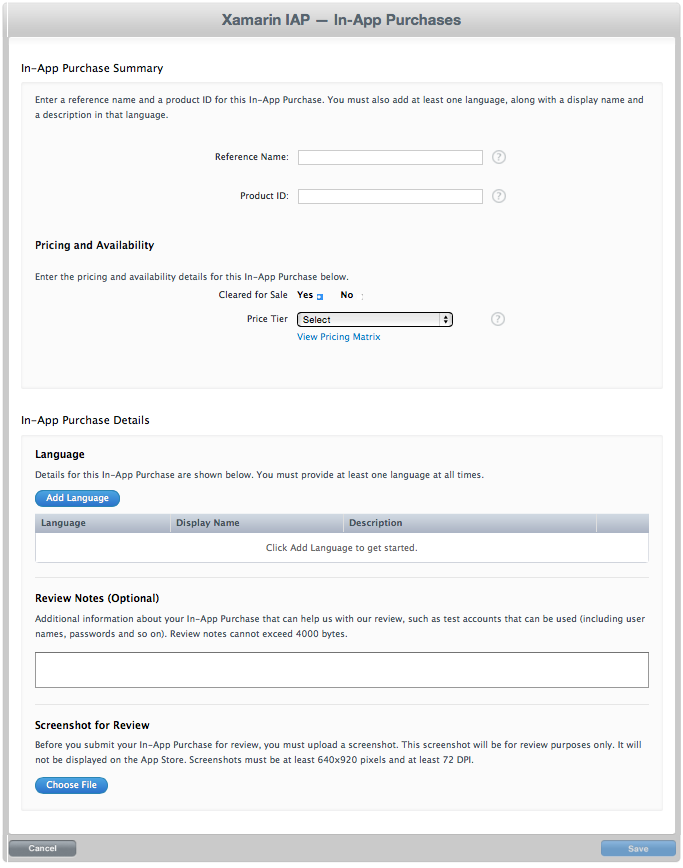 Xamarin IAP — In-App Purchases
In-App Purchase Summary
Enter a reference name and a product ID for this In-App Purchase. You must also add at least one language, along with a display name and
a description in that language.
Reference Name: ?
Product ID: ?
Pricing and Availability
Enter the pricing and availability details for this In-App Purchase below.
Cleared for Sale Yes No
Price Tier Select ?
View Pricing Matrix
In-App Purchase Details
Language
Details for this In-App Purchase are shown below. You must provide at least one language at all times.
Add Language
Language Display Name Description
Click Add Language to get started.
Review Notes (Optional)
Additional information about your In-App Purchase that can help us with our review, such as test accounts that can be used (including user
names, passwords and so on). Review notes cannot exceed 4000 bytes.
Screenshot for Review
Before you submit your In-App Purchase for review, you must upload a screenshot. This screenshot will be for review purposes only. It will
not be displayed on the App Store. Screenshots must be at least 640x920 pixels and at least 72 DPI.
Choose File
Cancel Save